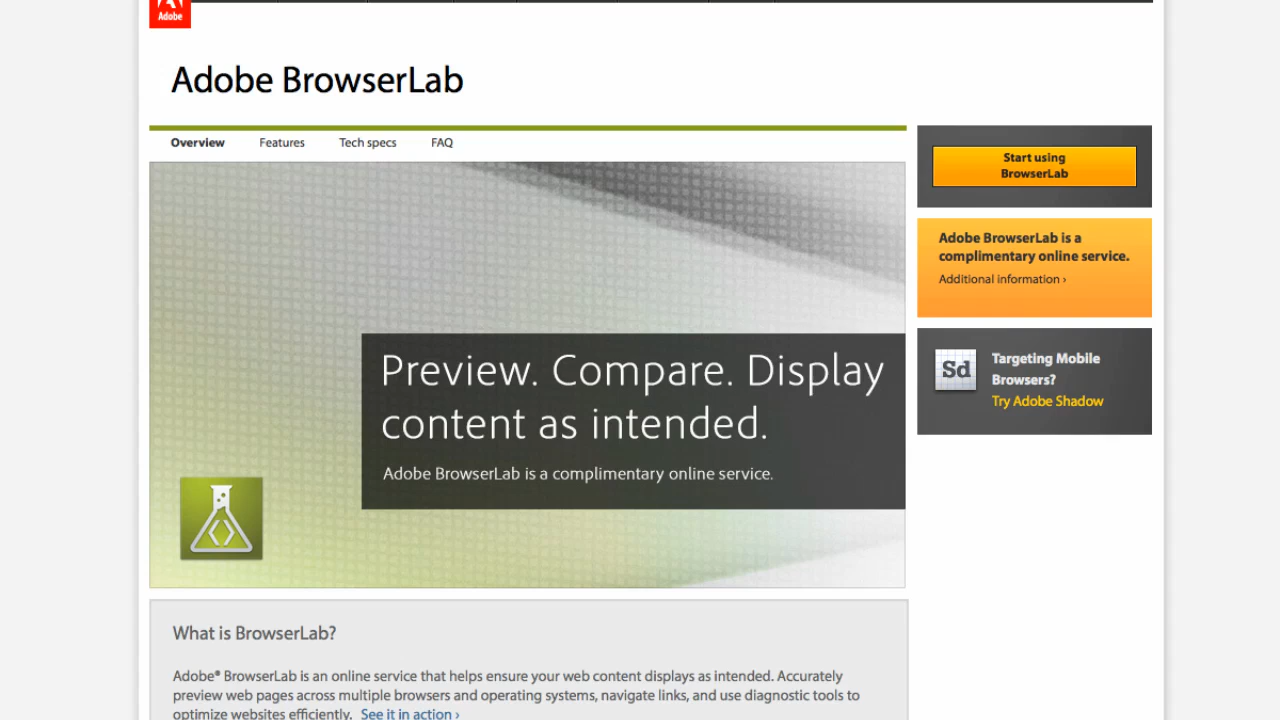 Adobe
Adobe BrowserLab
Overview
Features
Tech specs
FAQ
Start using
BrowserLab
Adobe BrowserLab is a
complimentary online service.
Additional information ›
Sd
Targeting Mobile
Browsers?
Try Adobe Shadow
Preview. Compare. Display
content as intended.
Adobe BrowserLab is a complimentary online service.
What is BrowserLab?
Adobe® BrowserLab is an online service that helps ensure your web content displays as intended. Accurately
preview web pages across multiple browsers and operating systems, navigate links, and use diagnostic tools to
optimize websites efficiently. See it in action ›